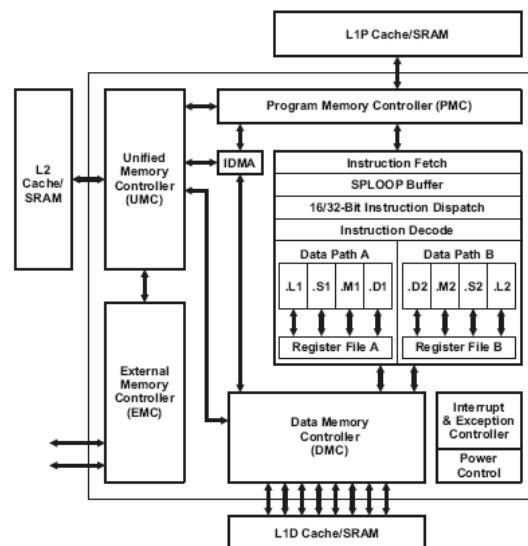 L1P Cache/SRAM
Program Memory Controller (PMC)
L2
Cache/
SRAM
Unified
Memory
Controller
(UMC)
IDMA
Instruction Fetch
SPLOOP Buffer
16/32-Bit Instruction Dispatch
Instruction Decode
Data Path A
Data Path B
.L1 .S1 .M1 .D1
.D2 .M2 .S2 .L2
Register File A
Register File B
External
Memory
Controller
(EMC)
Data Memory
Controller
(DMC)
Interrupt
& Exception
Controller
Power
Control
L1D Cache/SRAM